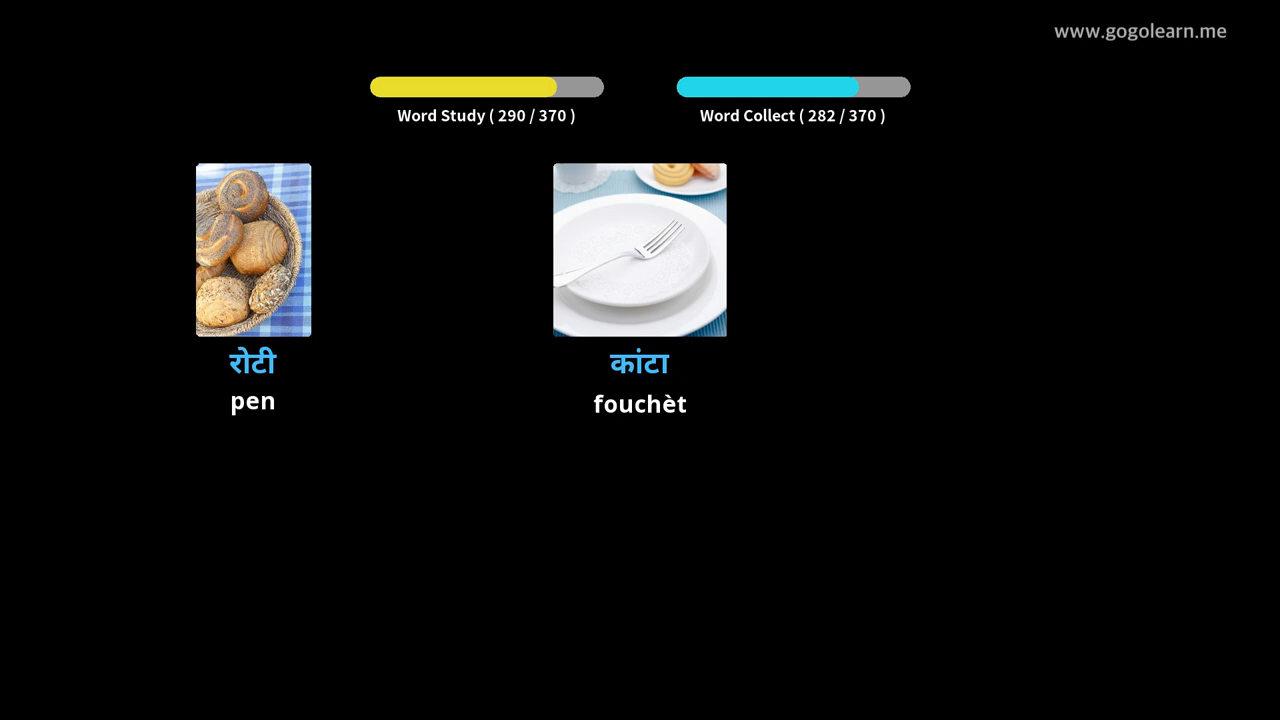 www.gogolearn.me
Word Study ( 290 / 370 )
Word Collect ( 282 / 370 )
रोटी
pen
कांटा
fouchèt